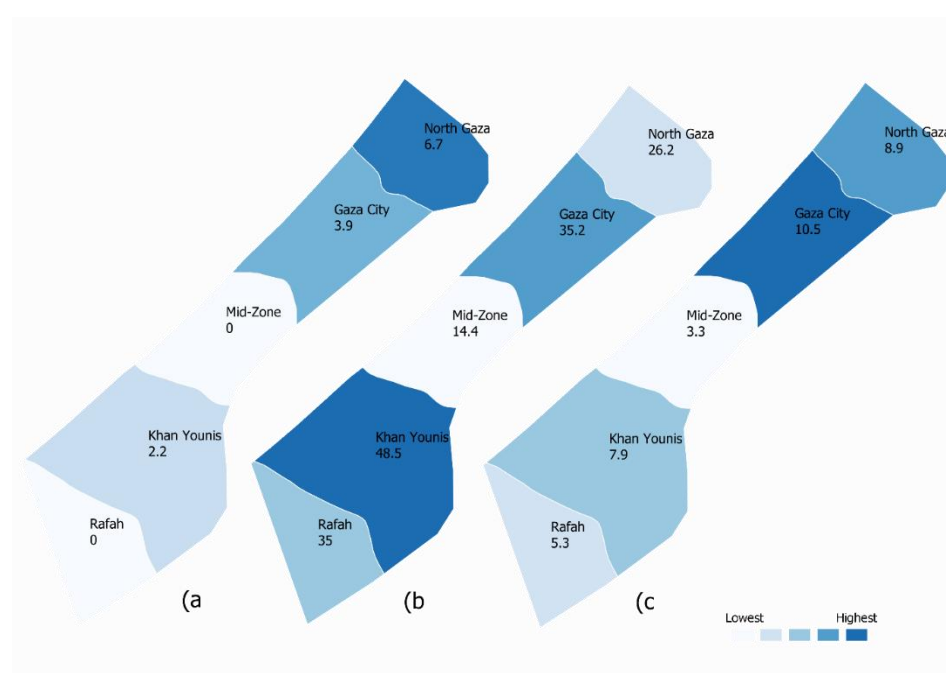 North Gaza
6.7
Gaza City
3.9
Mid-Zone
0
Khan Younis
2.2
Rafah
0
(a
North Gaza
26.2
Gaza City
35.2
Mid-Zone
14.4
Khan Younis
48.5
Rafah
35
(b
North Gaza
8.9
Gaza City
10.5
Mid-Zone
3.3
Khan Younis
7.9
Rafah
5.3
(c
Lowest Highest